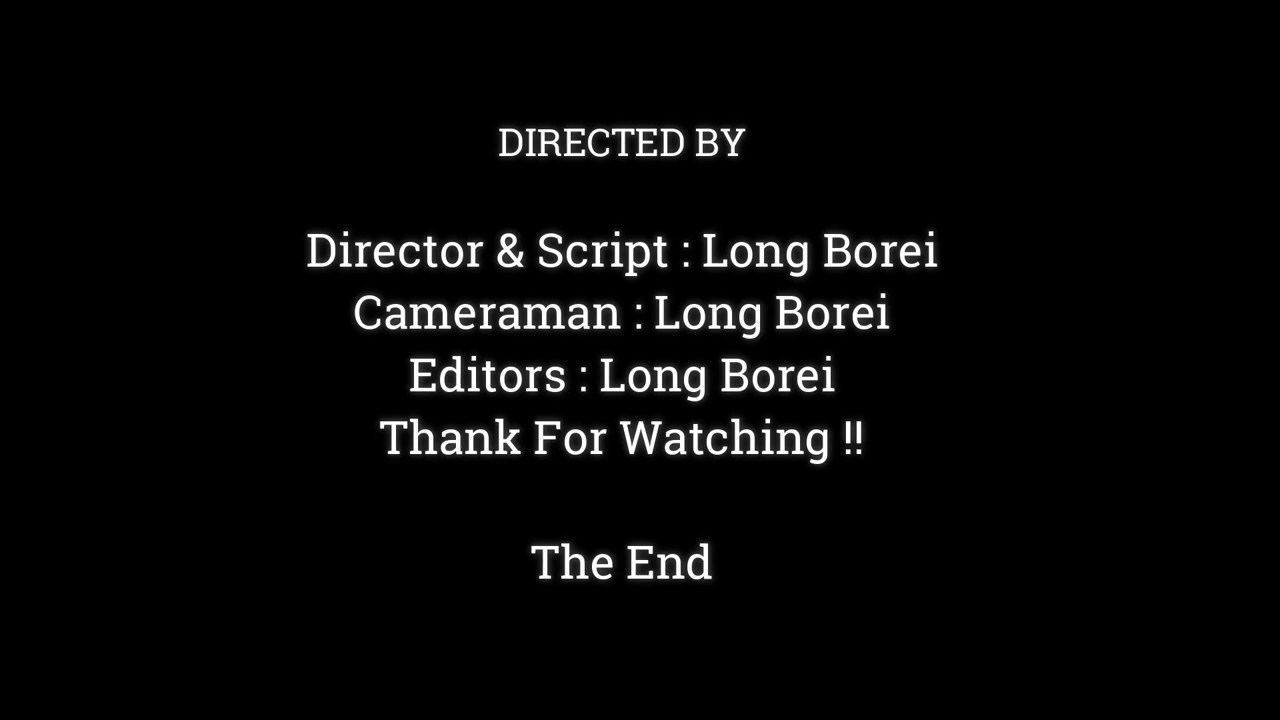 DIRECTED BY
Director & Script : Long Borei
Cameraman : Long Borei
Editors : Long Borei
Thank For Watching !!
The End